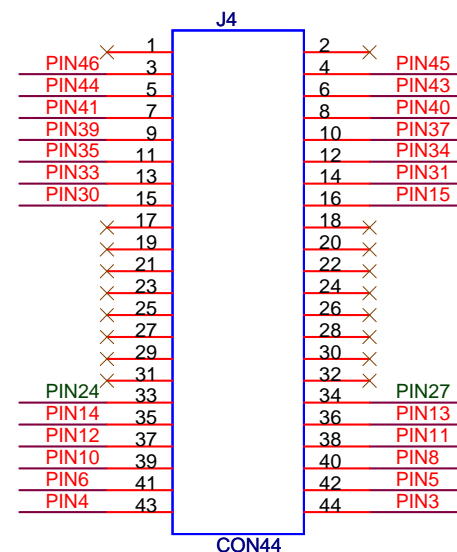 J4
1 2
PIN46 3 4 PIN45
PIN44 5 6 PIN43
PIN41 7 8 PIN40
PIN39 9 10 PIN37
PIN35 11 12 PIN34
PIN33 13 14 PIN31
PIN30 15 16 PIN15
17 18
19 20
21 22
23 24
25 26
27 28
29 30
31 32
PIN24 33 34 PIN27
PIN14 35 36 PIN13
PIN12 37 38 PIN11
PIN10 39 40 PIN8
PIN6 41 42 PIN5
PIN4 43 44 PIN3
CON44